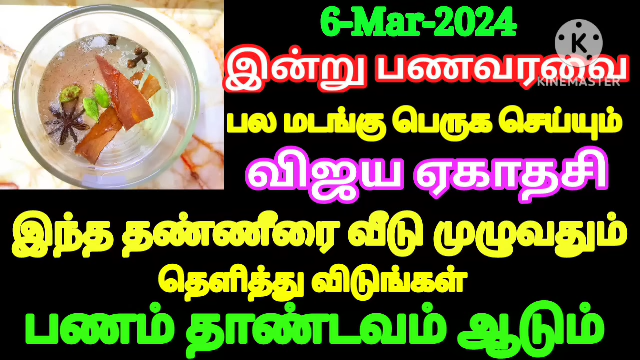 6-Mar-2024
இன்று பணவரவை
KINEMASTER
பல மடங்கு பெருக செய்யும்
விஜய ஏகாதசி
இந்த தண்ணீரை வீடு முழுவதும்
தெளித்து விடுங்கள்
பணம் தாண்டவம் ஆடும்